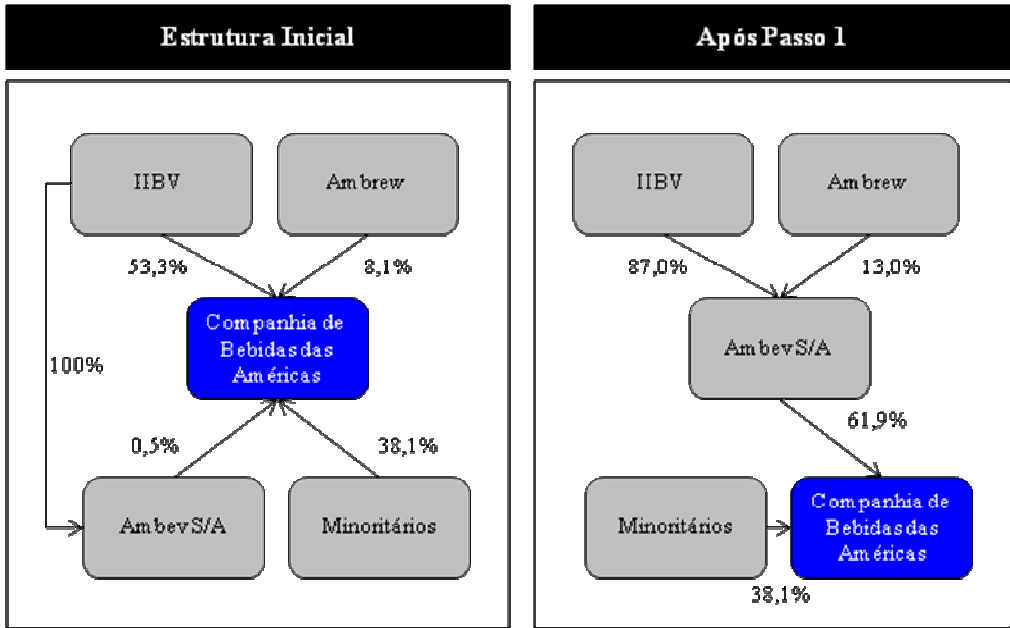 Estrutura Inicial
IIBV
Ambrew
53,3%
8,1%
Companhia de
Bebidas das
Américas
100%
0,5%
38,1%
Ambev S/A
Minoritários
Após Passo 1
IIBV
Ambrew
87,0%
13,0%
Ambev S/A
61,9%
Minoritários
Companhia de
Bebidas das
Américas
38,1%